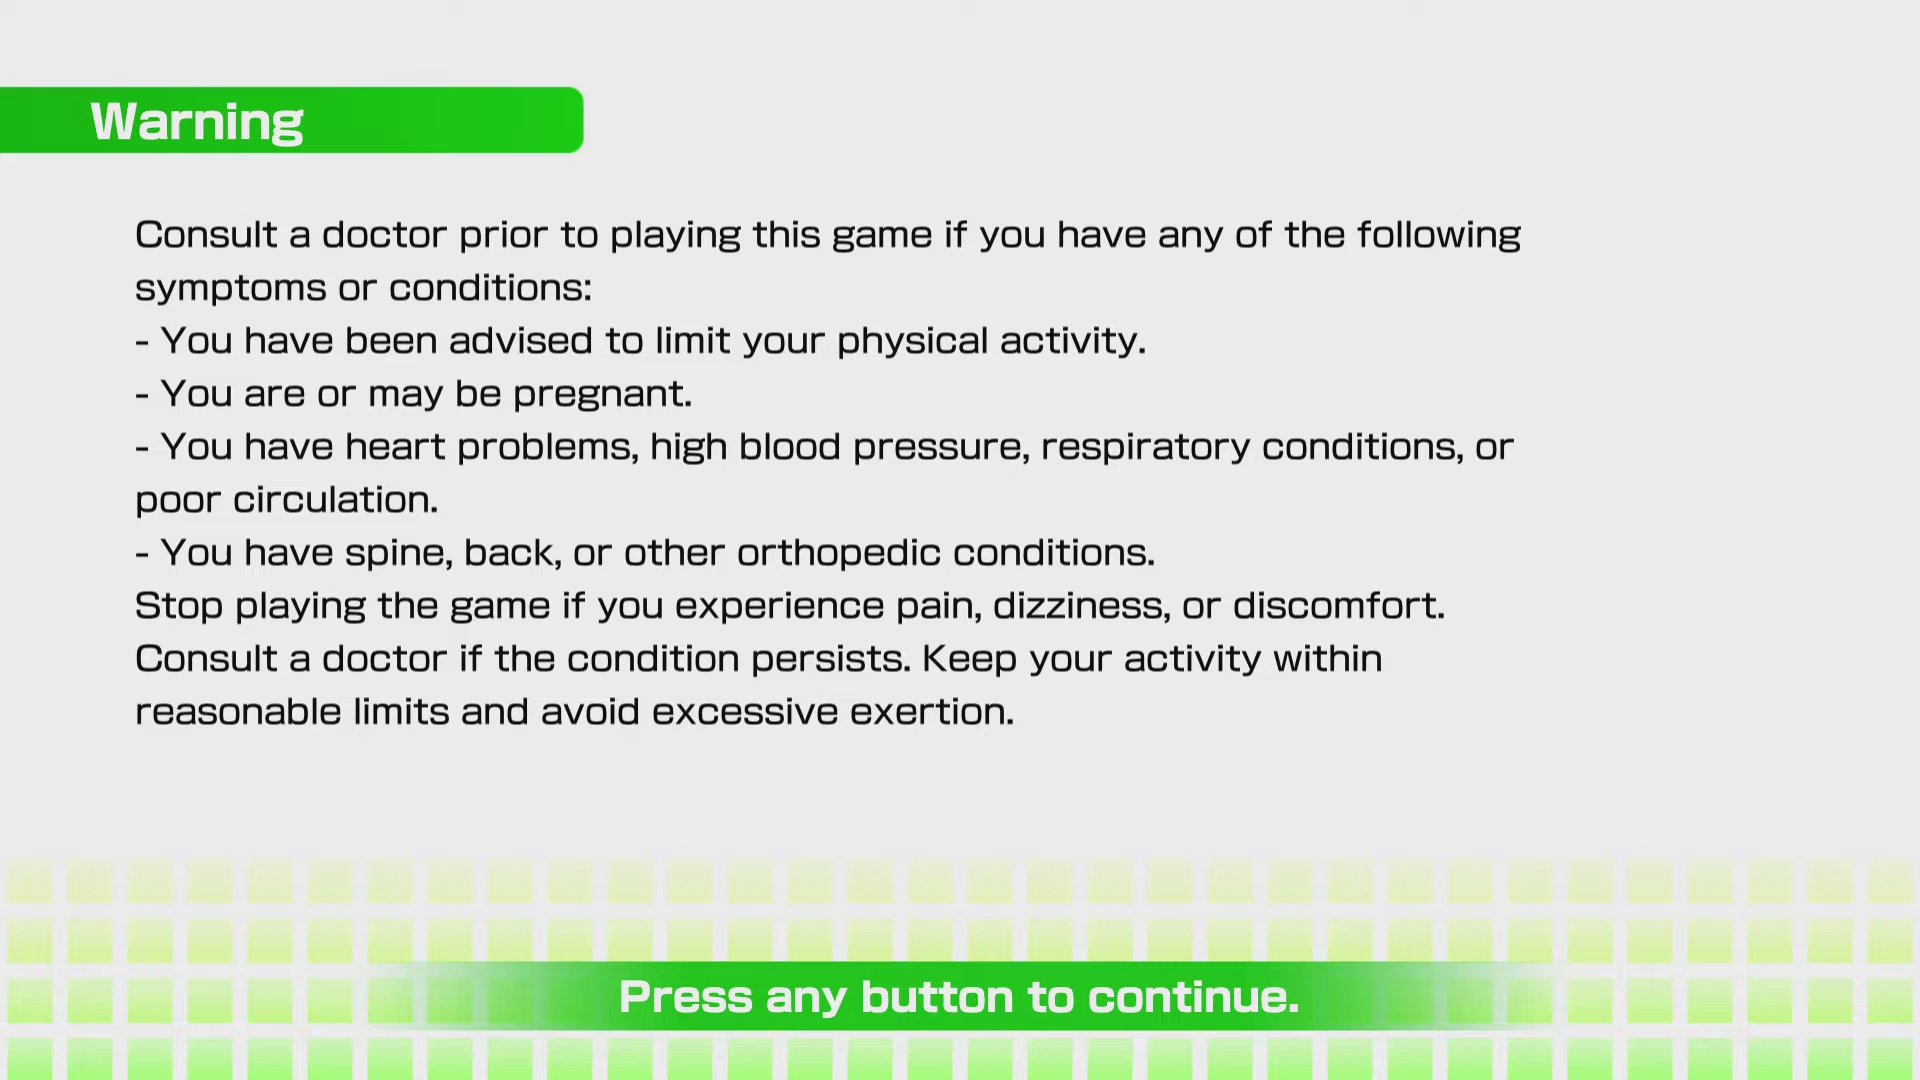 Warning
Consult a doctor prior to playing this game if you have any of the following
symptoms or conditions:
- You have been advised to limit your physical activity.
- You are or may be pregnant.
- You have heart problems, high blood pressure, respiratory conditions, or
poor circulation.
- You have spine, back, or other orthopedic conditions.
Stop playing the game if you experience pain, dizziness, or discomfort.
Consult a doctor if the condition persists. Keep your activity within
reasonable limits and avoid excessive exertion.
Press any button to continue.